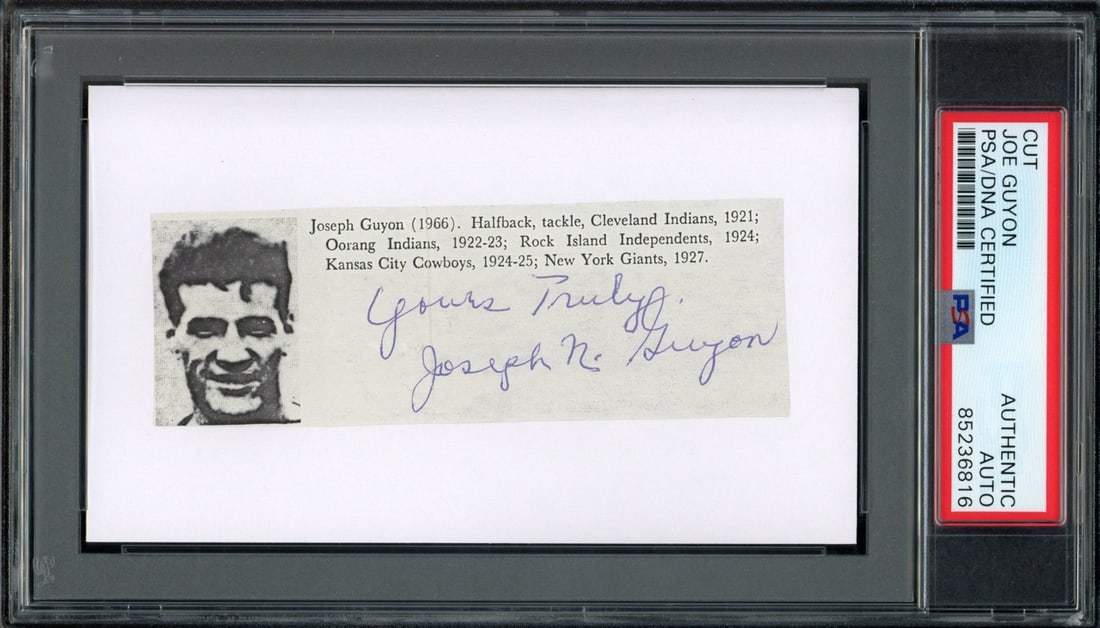 Joseph Guyon (1966). Halfback, tackle, Cleveland Indians, 1921;
Oorang Indians, 1922-23; Rock Island Independents, 1924;
Kansas City Cowboys, 1924-25; New York Giants, 1927.
Yours Truly,
Joseph N. Guyon
CUT
JOE GUYON
PSA/DNA CERTIFIED
PSA
AUTHENTIC
AUTO
85236816